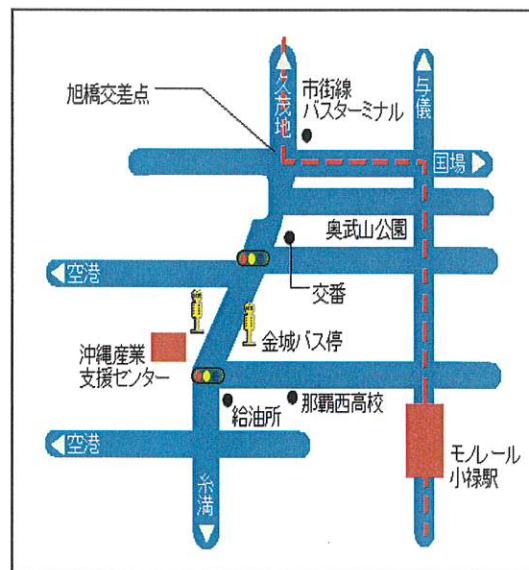 久茂地
市街線
バスターミナル
与儀
旭橋交差点
国場
奥武山公園
空港
交番
金城バス停
沖縄産業
支援センター
那覇西高校
給油所
空港
モノレール
小禄駅
糸満